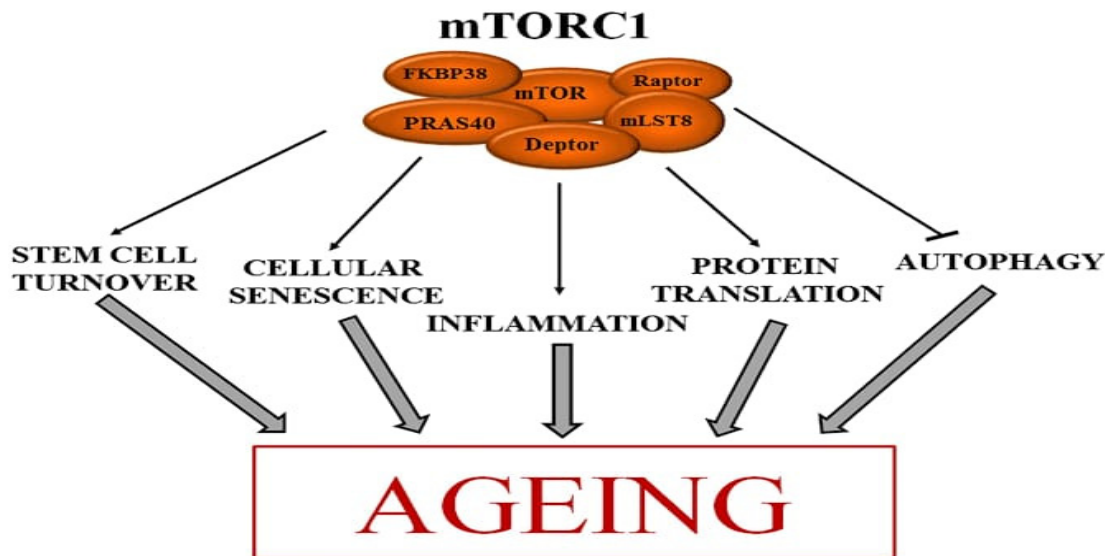 mTORC1
FKBP38
mTOR
Raptor
PRAS40
mLST8
Deptor
STEM CELL
TURNOVER
CELLULAR
SENESCENCE
INFLAMMATION
PROTEIN
TRANSLATION
AUTOPHAGY
AGEING